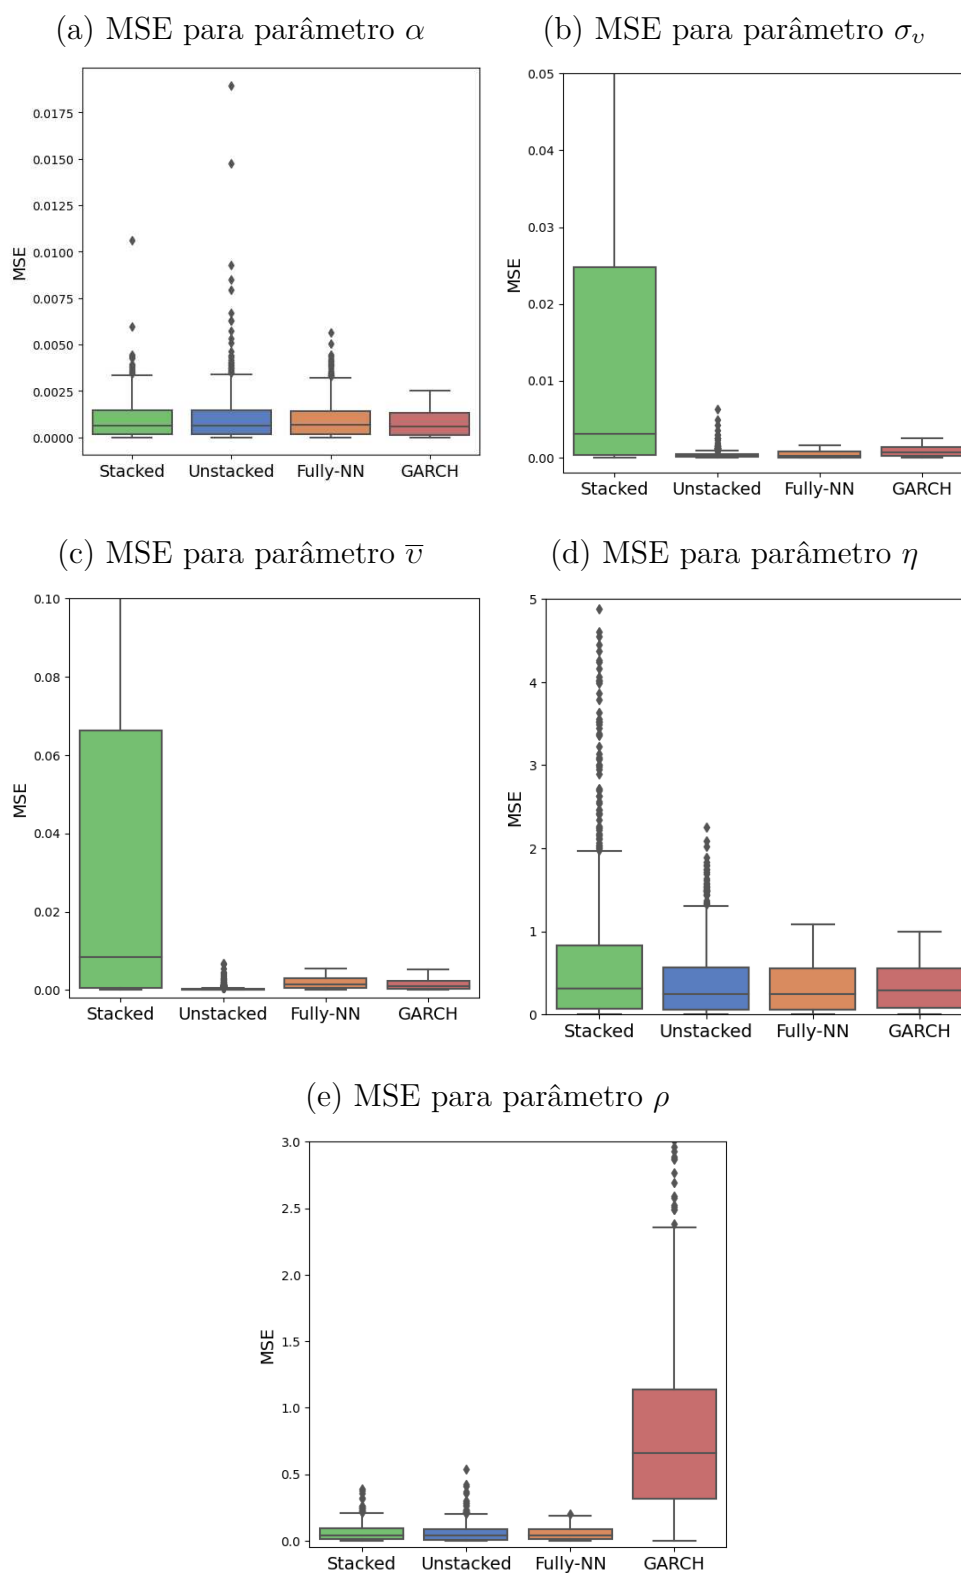 (a) MSE para parâmetro α
(b) MSE para parâmetro σ_v
0.0175
0.0150
0.0125
0.0100
0.0075
0.0050
0.0025
0.0000
MSE
Stacked
Unstacked
Fully-NN
GARCH
0.05
0.04
0.03
0.02
0.01
0.00
MSE
Stacked
Unstacked
Fully-NN
GARCH
(c) MSE para parâmetro v̅
(d) MSE para parâmetro η
0.10
0.08
0.06
0.04
0.02
0.00
MSE
Stacked
Unstacked
Fully-NN
GARCH
5
4
3
2
1
0
MSE
Stacked
Unstacked
Fully-NN
GARCH
(e) MSE para parâmetro ρ
3.0
2.5
2.0
1.5
1.0
0.5
0.0
MSE
Stacked
Unstacked
Fully-NN
GARCH